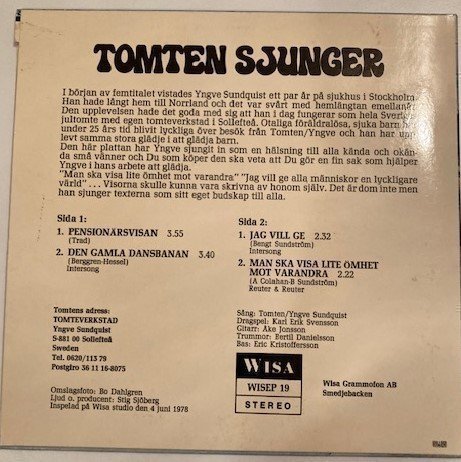 TOMTEN SJUNGER
I början av femtitalet vistades Yngve Sundquist ett par år på sjukhus i Stockholm.
Han hade långt hem till Norrland och det var svårt med hemlängtan emellanåt.
Den upplevelsen hade det goda med sig att han i dag fungerar som hela Sveriges
jultomte med egen tomteverkstad i Sollefteå. Otaliga föräldralösa, sjuka barn har
under 25 års tid blivit lyckliga över besök från Tomten/Yngve och han har upp-
levt samma stora glädje i att glädja barn.
Den här plattan har Yngve sjungit in som en hälsning till alla kända och okän-
da små vänner och Du som köper den ska veta att Du gör en fin sak som hjälper
Yngve i hans arbete att glädja.
"Man ska visa lite ömhet mot varandra" "Jag vill ge alla människor en lyckligare
värld" ... Visorna skulle kunna vara skrivna av honom själv. Det är dom inte men
han sjunger texterna som sitt eget budskap till alla.
Sida 1:
1. PENSIONÄRSVISAN 3.55
(Trad)
2. DEN GAMLA DANSBANAN 3.40
(Berggren-Hessel)
Intersong
Sida 2:
1. JAG VILL GE 2.32
(Bengt Sundström)
Intersong
2. MAN SKA VISA LITE ÖMHET
MOT VARANDRA 2.22
(A Colahan-B Sundström)
Reuter & Reuter
Tomtens adress:
TOMTEVERKSTAD
Yngve Sundquist
S-881 00 Sollefteå
Sweden
Tel. 0620/113 79
Postgiro 36 11 16-8075
Sång: Tomten/Yngve Sundquist
Dragspel: Karl Erik Svensson
Gitarr: Åke Jonsson
Trummor: Bertil Danielsson
Bas: Eric Kristoffersson
Omslagsfoto: Bo Dahlgren
Ljud o. producent: Stig Sjöberg
Inspelad på Wisa studion den 4 juni 1978
WISA
WISEP 19
STEREO
Wisa Grammofon AB
Smedjebacken